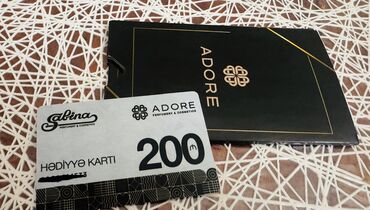 Sabina
PERFUMERY & COSMETICS
ADORE
PERFUMERY & COSMETICS
HƏDİYYƏ KARTI
200 ₼
ADORE